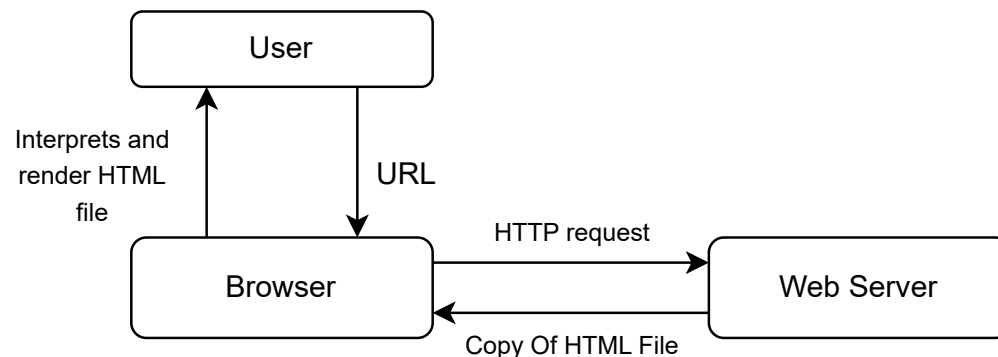 User
Interprets and
render HTML
file
URL
HTTP request
Browser
Web Server
Copy Of HTML File